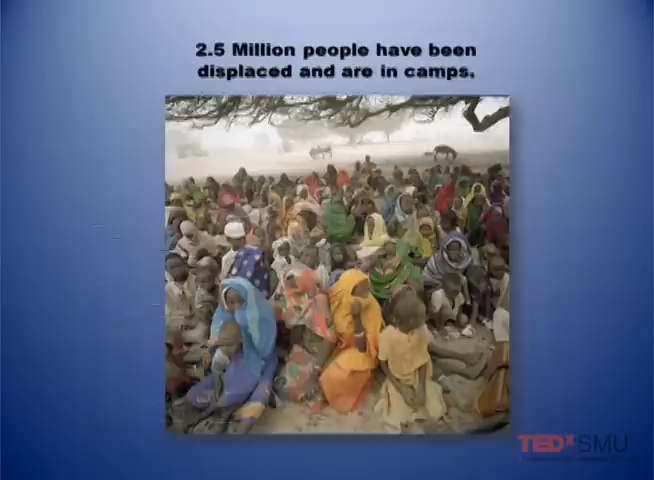 2.5 Million people have been
displaced and are in camps,
TEDxSMU